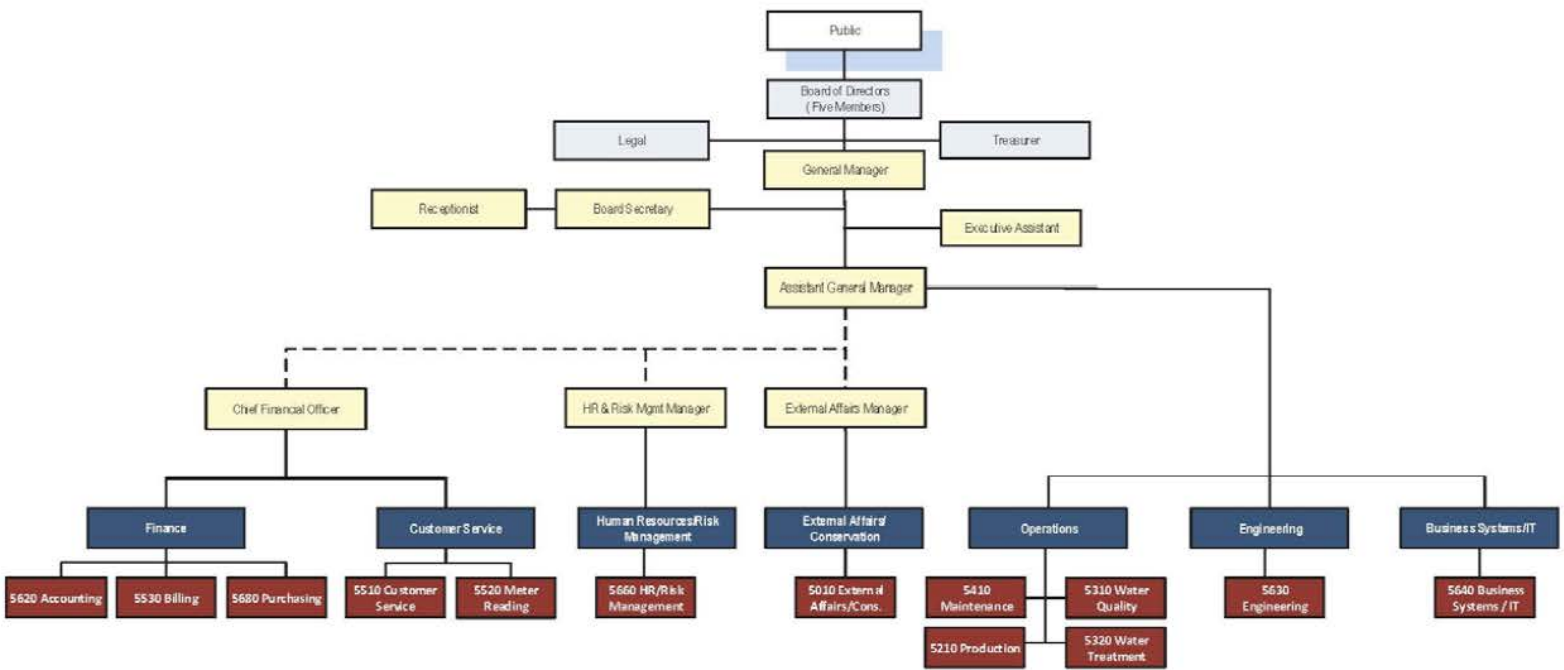 Public
Board of Directors
( Five Members)
Legal
Treasurer
General Manager
Receptionist
Board Secretary
Executive Assistant
Assistant General Manager
Chief Financial Officer
HR & Risk Mgmt Manager
External Affairs Manager
Finance
Customer Service
Human Resources/Risk
Management
External Affairs/
Conservation
Operations
Engineering
Business Systems/IT
5620 Accounting
5530 Billing
5680 Purchasing
5510 Customer
Service
5520 Meter
Reading
5660 HR/Risk
Management
5010 External
Affairs/Cons.
5410
Maintenance
5310 Water
Quality
5630
Engineering
5640 Business
Systems / IT
5210 Production
5320 Water
Treatment